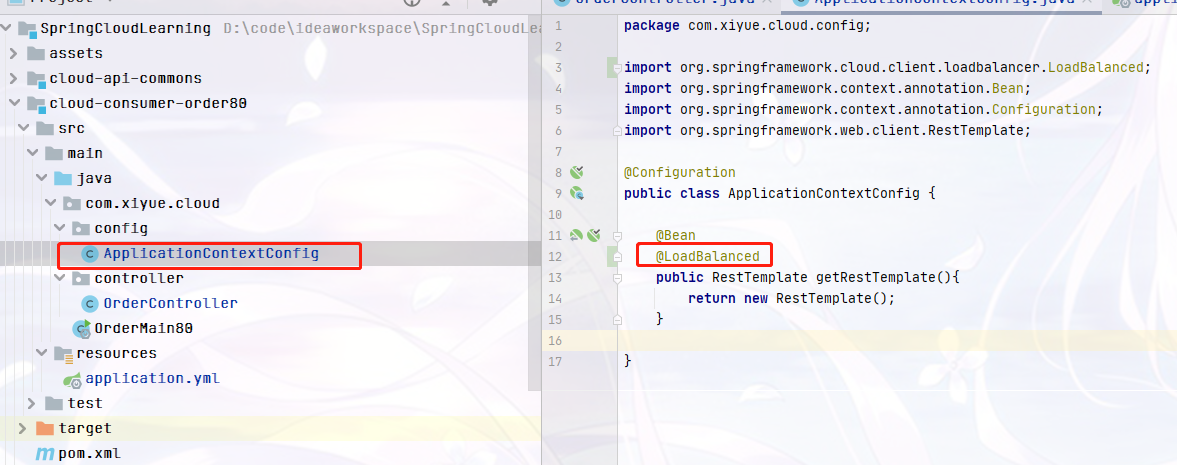 Project
SpringCloudLearning D:\code\ideaworkspace\SpringCloudLea
assets
cloud-api-commons
cloud-consumer-order80
src
main
java
com.xiyue.cloud
config
ApplicationContextConfig
controller
OrderController
OrderMain80
resources
application.yml
test
target
pom.xml
OrderController.java
ApplicationContextConfig.java
appli
1 package com.xiyue.cloud.config;
2
3 import org.springframework.cloud.client.loadbalancer.LoadBalanced;
4 import org.springframework.context.annotation.Bean;
5 import org.springframework.context.annotation.Configuration;
6 import org.springframework.web.client.RestTemplate;
7
8 @Configuration
9 public class ApplicationContextConfig {
10
11 @Bean
12 @LoadBalanced
13 public RestTemplate getRestTemplate(){
14 return new RestTemplate();
15 }
16
17 }